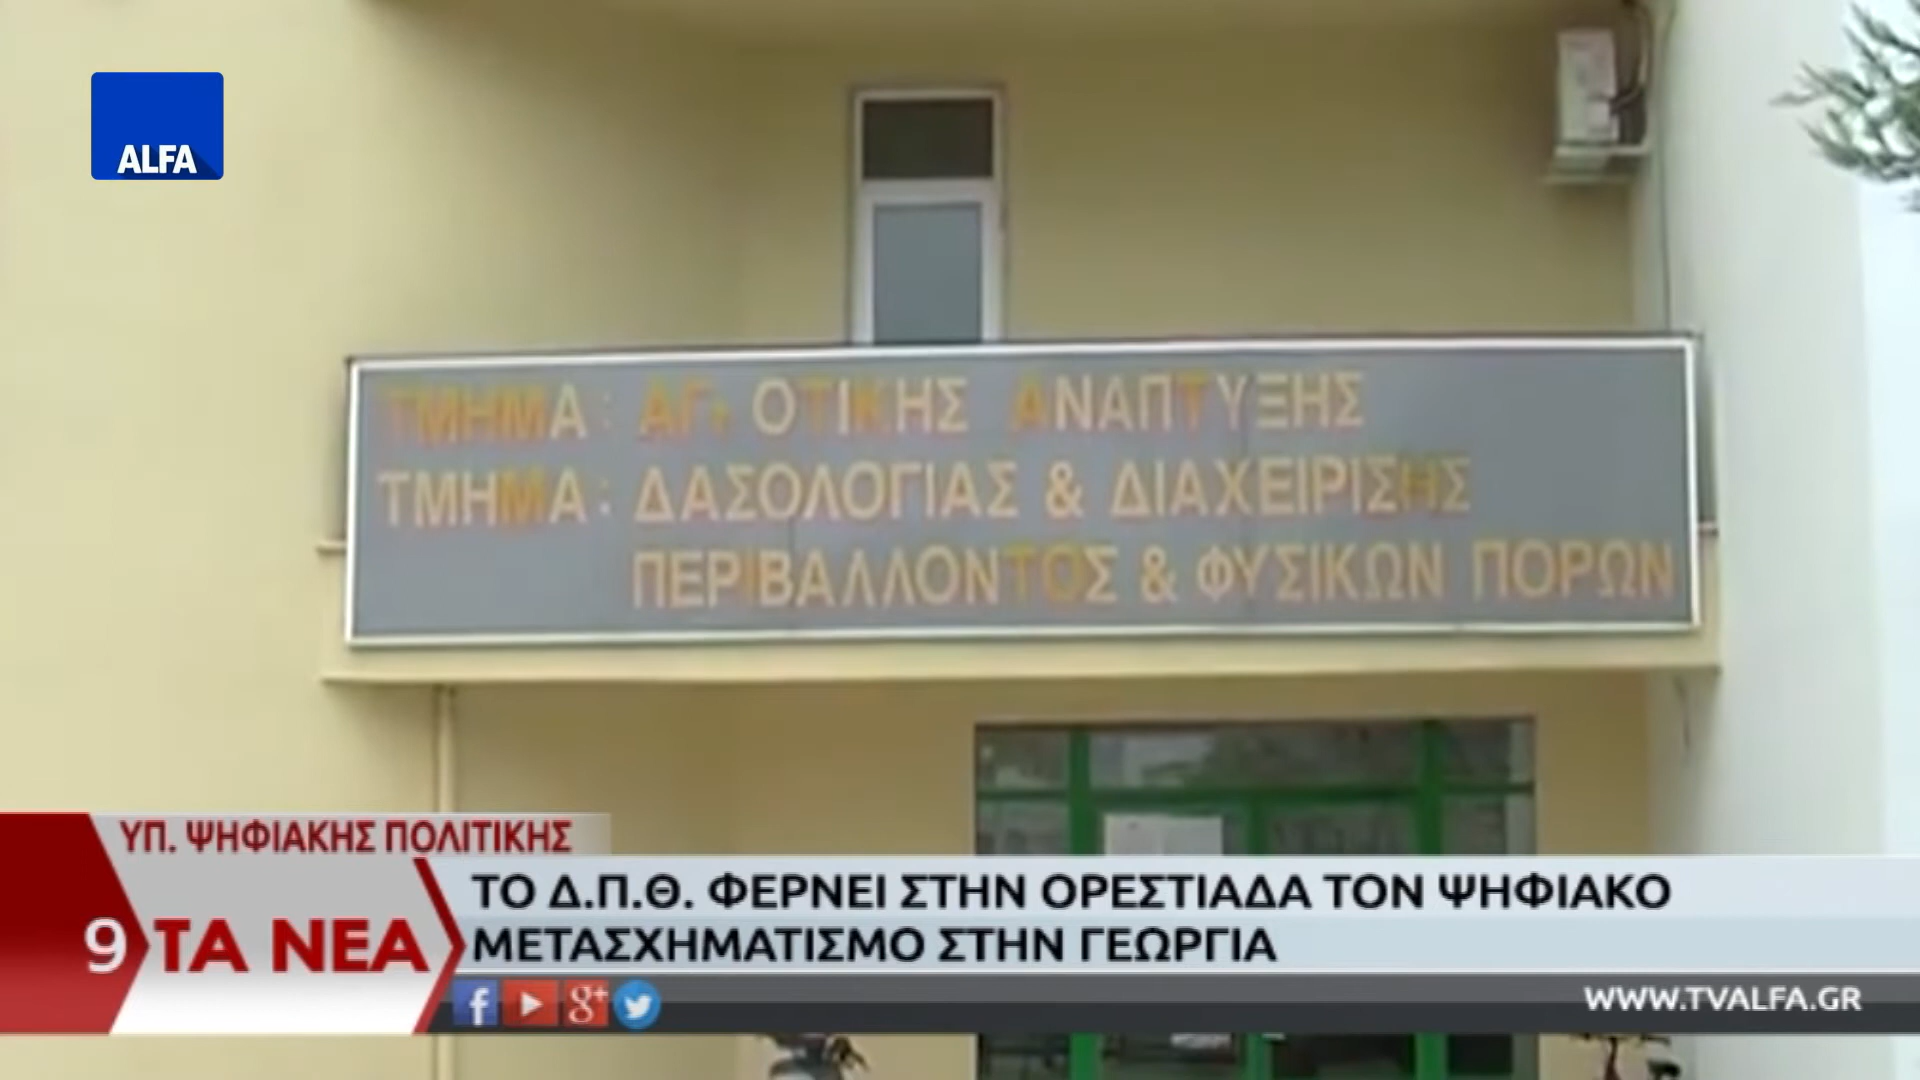 ALFA
ΤΜΗΜΑ: ΑΓ. ΟΤΙΚΗΣ ΑΝΑΠΤΥΞΗΣ
ΤΜΗΜΑ: ΔΑΣΟΛΟΓΙΑΣ & ΔΙΑΧΕΙΡΙΣΗΣ
ΠΕΡΙΒΑΛΛΟΝΤΟΣ & ΦΥΣΙΚΩΝ ΠΟΡΩΝ
ΥΠ. ΨΗΦΙΑΚΗΣ ΠΟΛΙΤΙΚΗΣ
9 ΤΑ ΝΕΑ
ΤΟ Δ.Π.Θ. ΦΕΡΝΕΙ ΣΤΗΝ ΟΡΕΣΤΙΑΔΑ ΤΟΝ ΨΗΦΙΑΚΟ
ΜΕΤΑΣΧΗΜΑΤΙΣΜΟ ΣΤΗΝ ΓΕΩΡΓΙΑ
WWW.TVALFA.GR